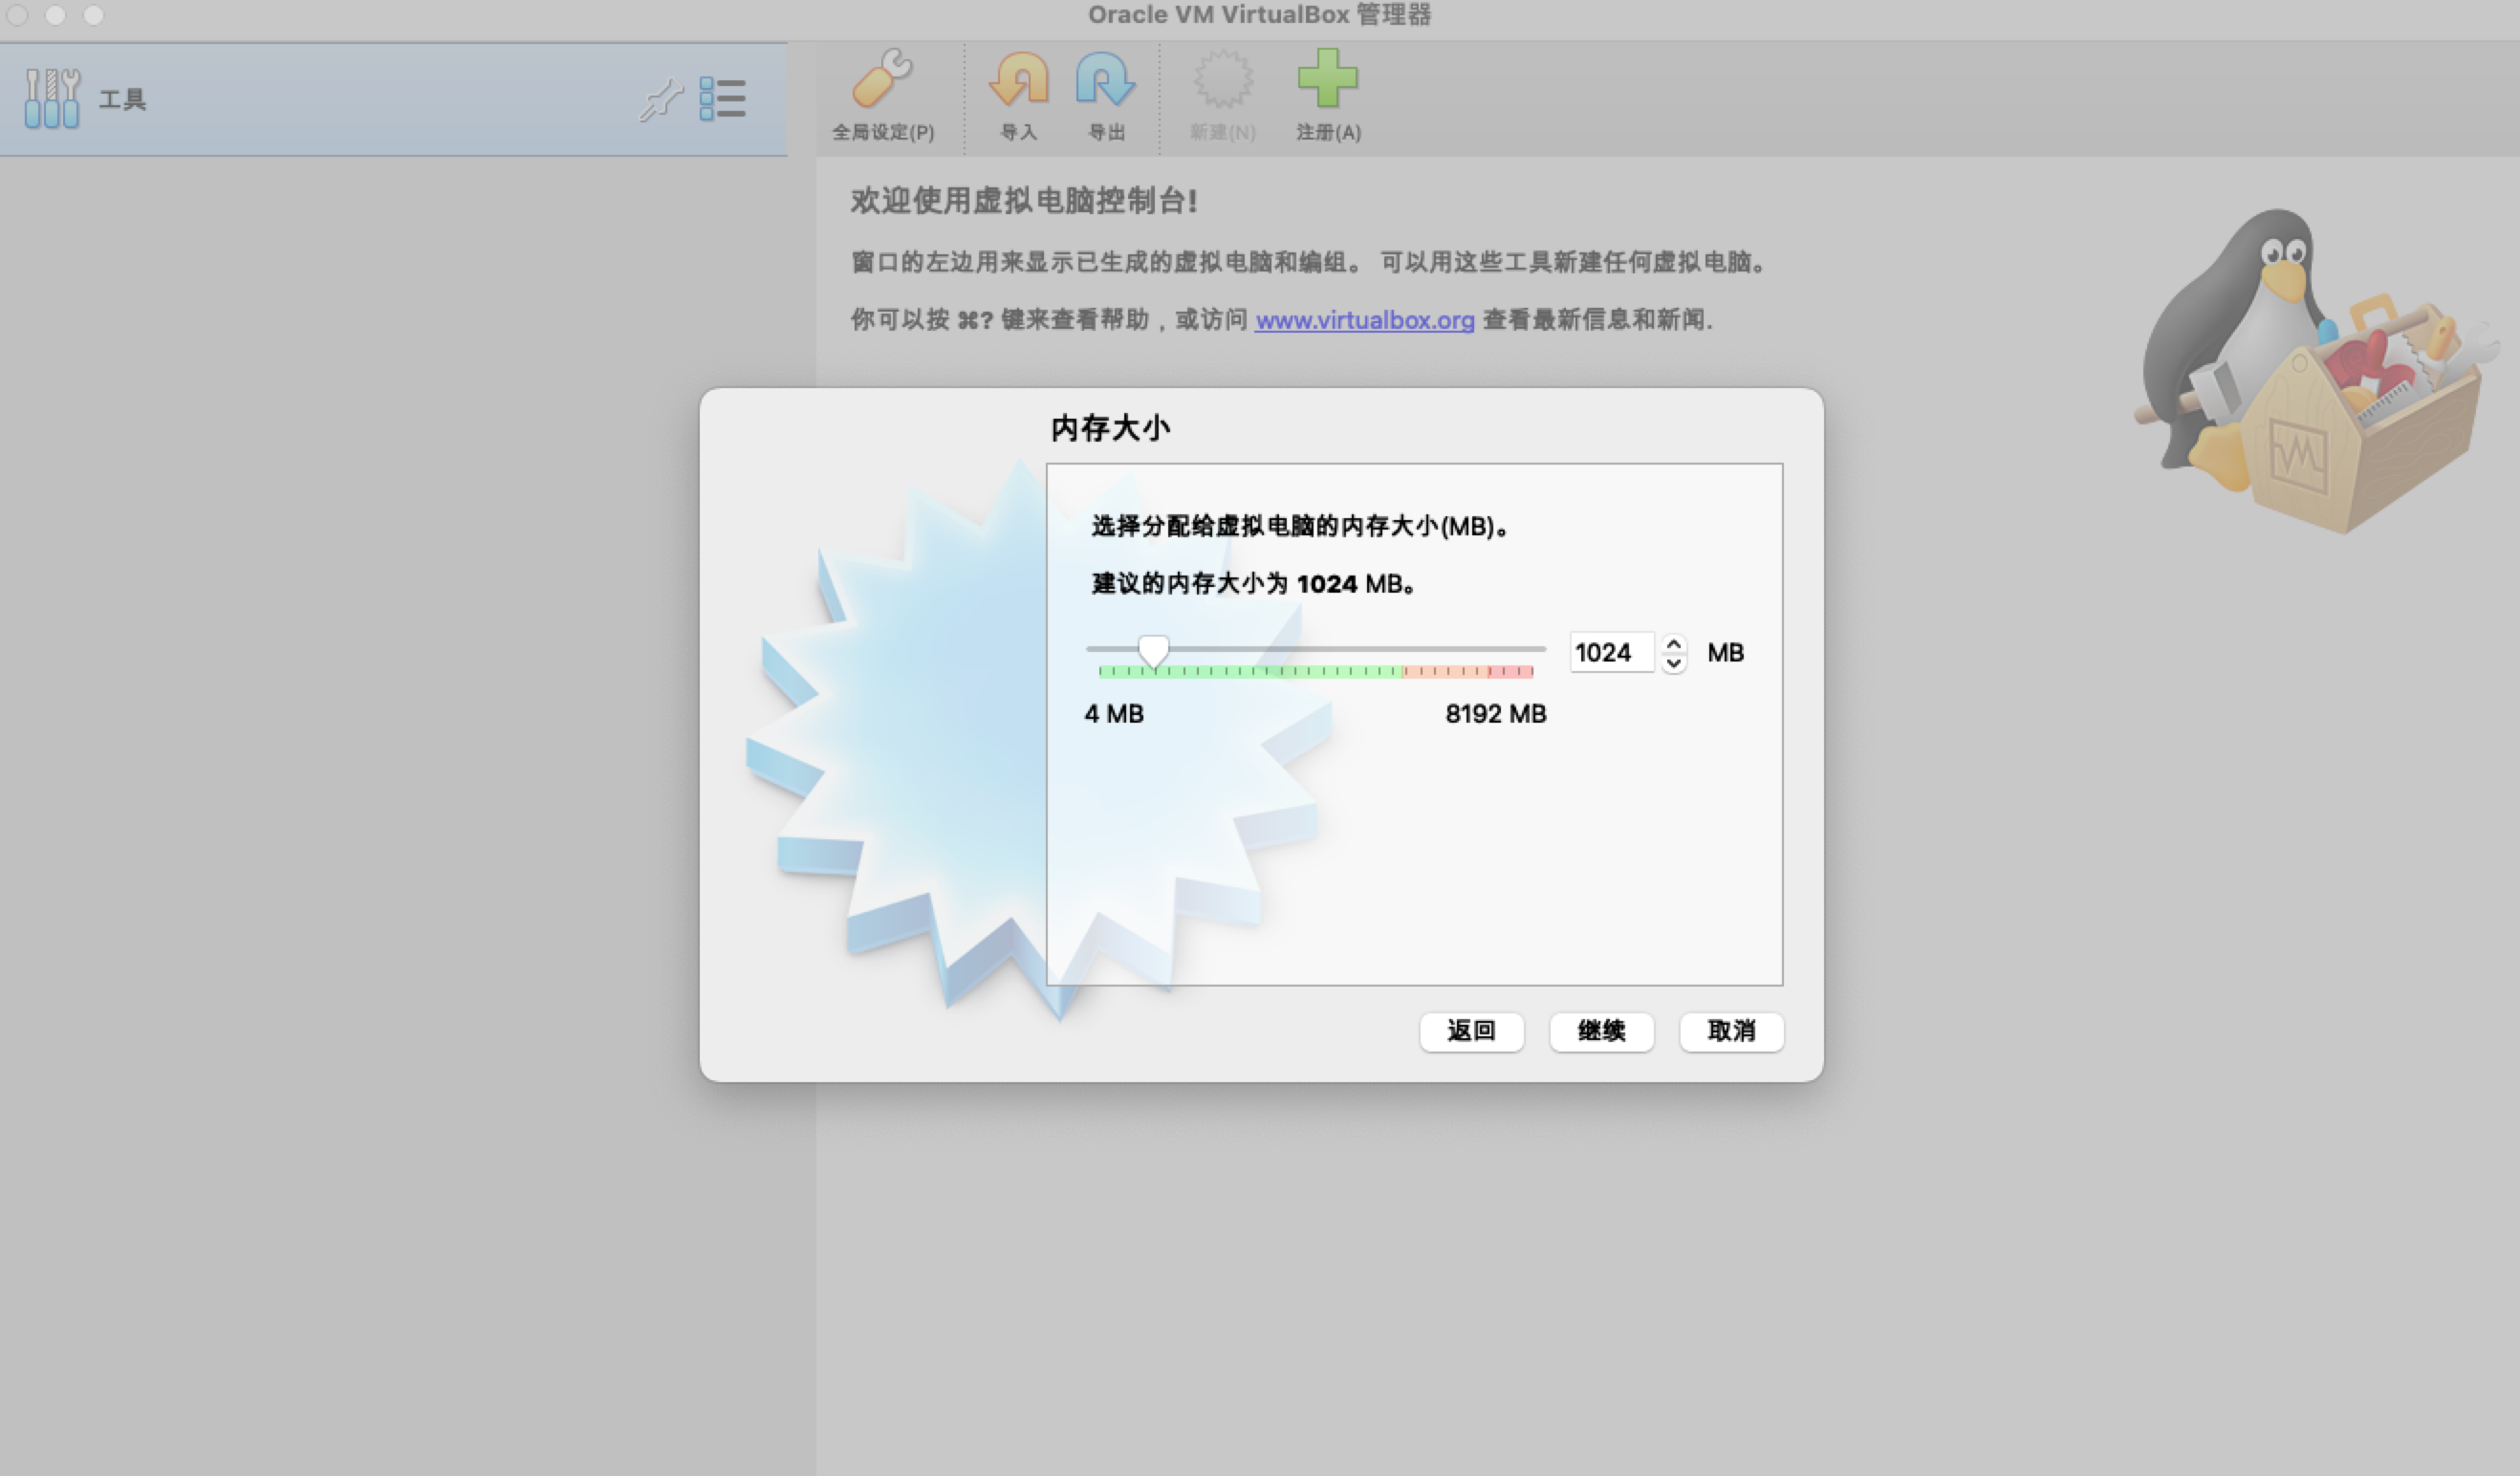 Oracle VM VirtualBox 管理器
工具
全局设定(P)
导入
导出
新建(N)
注册(A)
欢迎使用虚拟电脑控制台!
窗口的左边用来显示已生成的虚拟电脑和编组。 可以用这些工具新建任何虚拟电脑。
你可以按 ⌘? 键来查看帮助，或访问 www.virtualbox.org 查看最新信息和新闻.
内存大小
选择分配给虚拟电脑的内存大小(MB)。
建议的内存大小为 1024 MB。
1024 MB
4 MB 8192 MB
返回 继续 取消